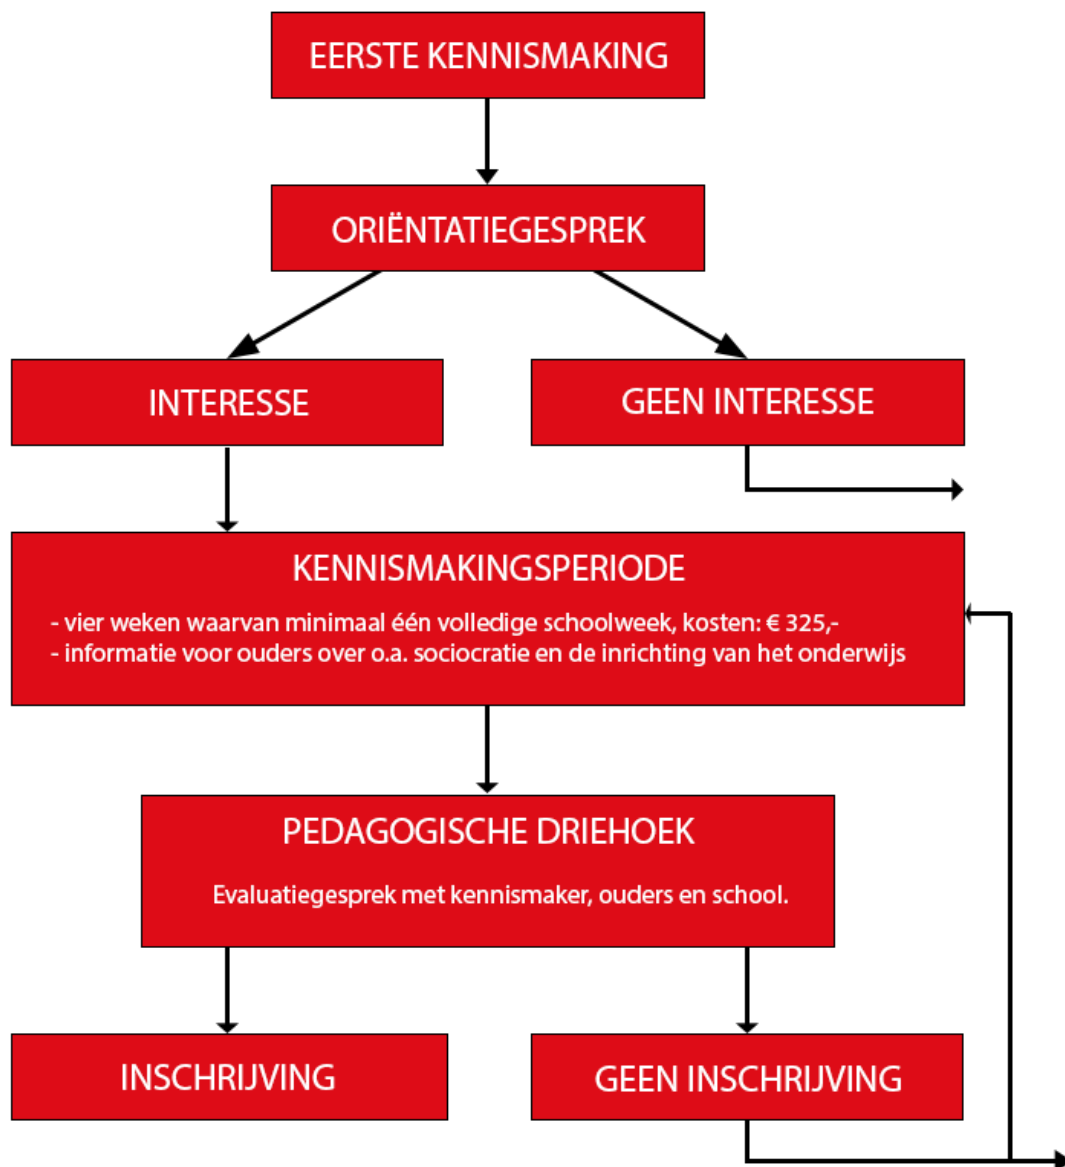 EERSTE KENNISMAKING
ORIËNTATIEGESPREK
INTERESSE
GEEN INTERESSE
KENNISMAKINGSPERIODE
- vier weken waarvan minimaal één volledige schoolweek, kosten: € 325,-
- informatie voor ouders over o.a. sociocratie en de inrichting van het onderwijs
PEDAGOGISCHE DRIEHOEK
Evaluatiegesprek met kennismaker, ouders en school.
INSCHRIJVING
GEEN INSCHRIJVING